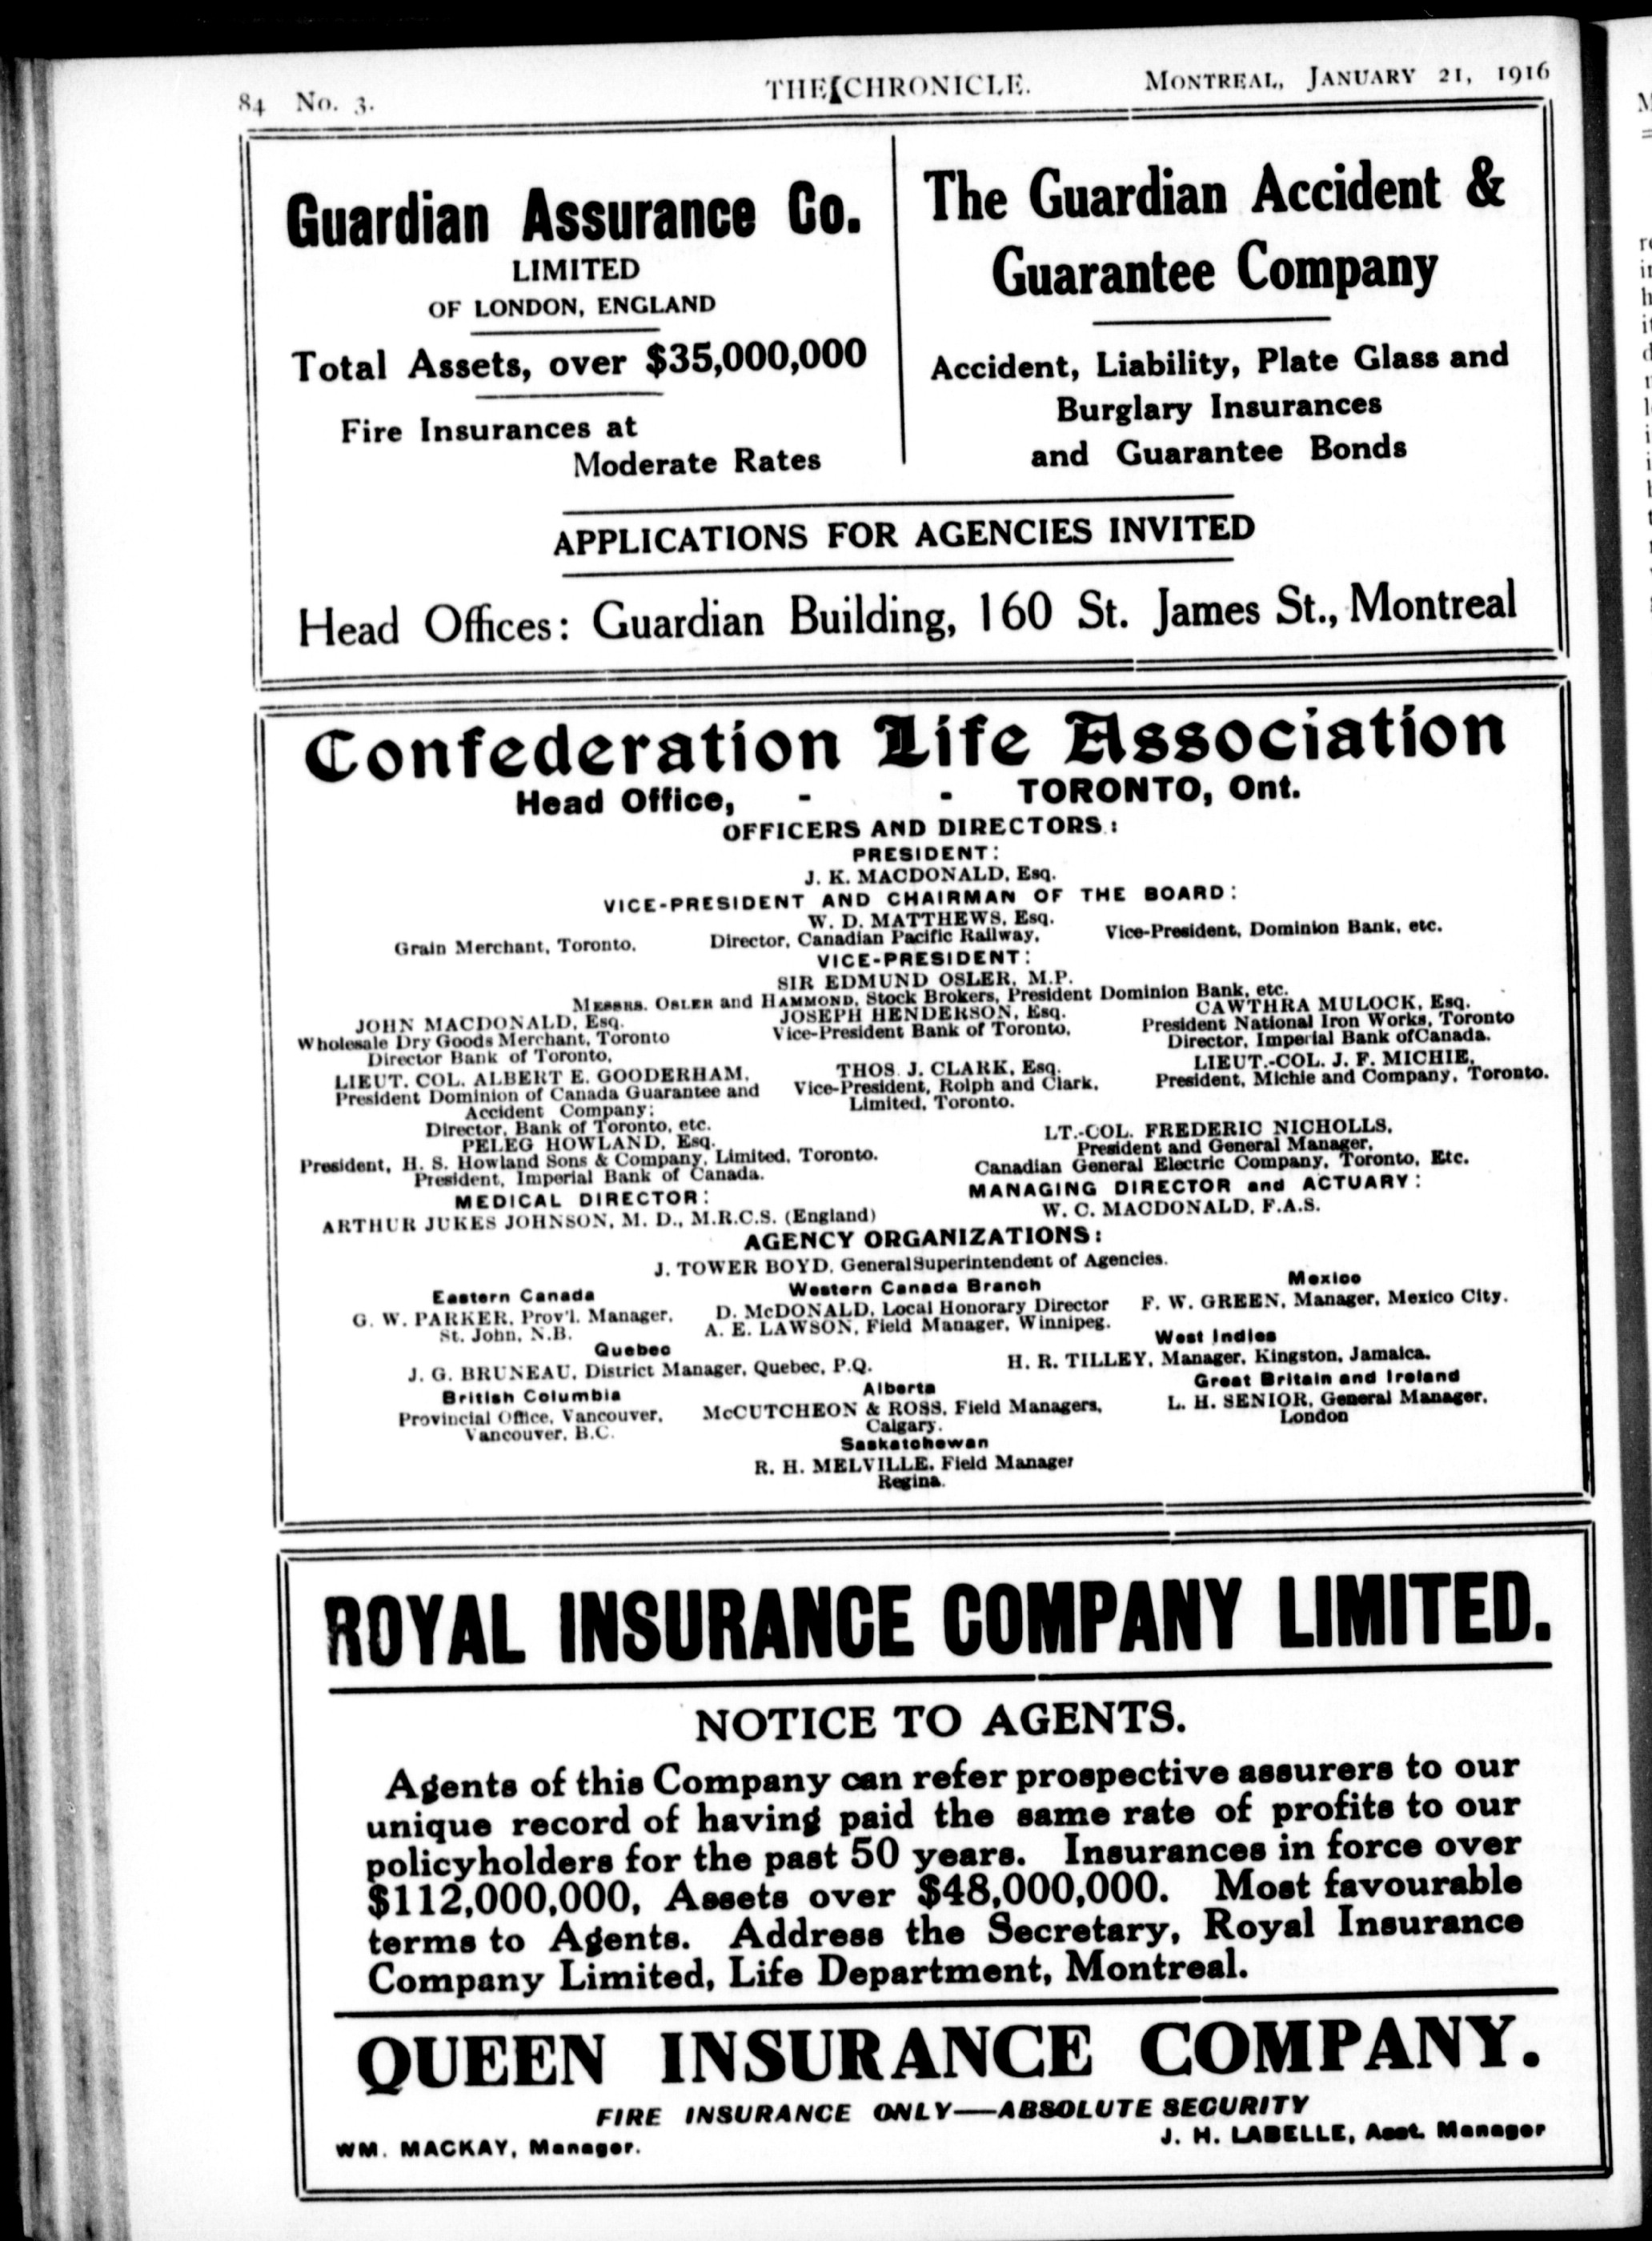 84 No. 3. THE CHRONICLE. MONTREAL, JANUARY 21, 1916
Guardian Assurance Co.
LIMITED
OF LONDON, ENGLAND
Total Assets, over $35,000,000
Fire Insurances at
Moderate Rates
The Guardian Accident &
Guarantee Company
Accident, Liability, Plate Glass and
Burglary Insurances
and Guarantee Bonds
APPLICATIONS FOR AGENCIES INVITED
Head Offices: Guardian Building, 160 St. James St., Montreal
Confederation Life Association
Head Office, - - TORONTO, Ont.
OFFICERS AND DIRECTORS:
PRESIDENT:
J. K. MACDONALD, Esq.
VICE-PRESIDENT AND CHAIRMAN OF THE BOARD:
W. D. MATTHEWS, Esq.
Grain Merchant, Toronto. Director, Canadian Pacific Railway, Vice-President, Dominion Bank, etc.
VICE-PRESIDENT:
SIR EDMUND OSLER, M.P.
MESSRS. OSLER and HAMMOND, Stock Brokers, President Dominion Bank, etc.
JOHN MACDONALD, Esq.
Wholesale Dry Goods Merchant, Toronto
Director Bank of Toronto,
JOSEPH HENDERSON, Esq.
Vice-President Bank of Toronto,
CAWTHRA MULOCK, Esq.
President National Iron Works, Toronto
Director, Imperial Bank ofCanada.
LIEUT. COL. ALBERT E. GOODERHAM,
President Dominion of Canada Guarantee and
Accident Company;
Director, Bank of Toronto, etc.
THOS. J. CLARK, Esq.
Vice-President, Rolph and Clark,
Limited, Toronto.
LIEUT.-COL. J. F. MICHIE,
President, Michie and Company, Toronto.
PELEG HOWLAND, Esq.
President, H. S. Howland Sons & Company, Limited, Toronto.
President, Imperial Bank of Canada.
LT.-COL. FREDERIC NICHOLLS,
President and General Manager,
Canadian General Electric Company, Toronto, Etc.
MEDICAL DIRECTOR:
ARTHUR JUKES JOHNSON, M. D., M.R.C.S. (England)
MANAGING DIRECTOR and ACTUARY:
W. C. MACDONALD, F.A.S.
AGENCY ORGANIZATIONS:
J. TOWER BOYD, General Superintendent of Agencies.
Eastern Canada
G. W. PARKER, Prov'l. Manager,
St. John, N.B.
Western Canada Branch
D. McDONALD, Local Honorary Director
A. E. LAWSON, Field Manager, Winnipeg.
Mexico
F. W. GREEN, Manager, Mexico City.
Quebec
J. G. BRUNEAU, District Manager, Quebec, P.Q.
West Indies
H. R. TILLEY, Manager, Kingston, Jamaica.
British Columbia
Provincial Office, Vancouver,
Vancouver, B.C.
Alberta
McCUTCHEON & ROSS, Field Managers,
Calgary.
Great Britain and Ireland
L. H. SENIOR, General Manager,
London
Saskatchewan
R. H. MELVILLE, Field Manager
Regina.
ROYAL INSURANCE COMPANY LIMITED.
NOTICE TO AGENTS.
Agents of this Company can refer prospective assurers to our
unique record of having paid the same rate of profits to our
policyholders for the past 50 years. Insurances in force over
$112,000,000, Assets over $48,000,000. Most favourable
terms to Agents. Address the Secretary, Royal Insurance
Company Limited, Life Department, Montreal.
QUEEN INSURANCE COMPANY.
FIRE INSURANCE ONLY—ABSOLUTE SECURITY
WM. MACKAY, Manager. J. H. LABELLE, Asst. Manager